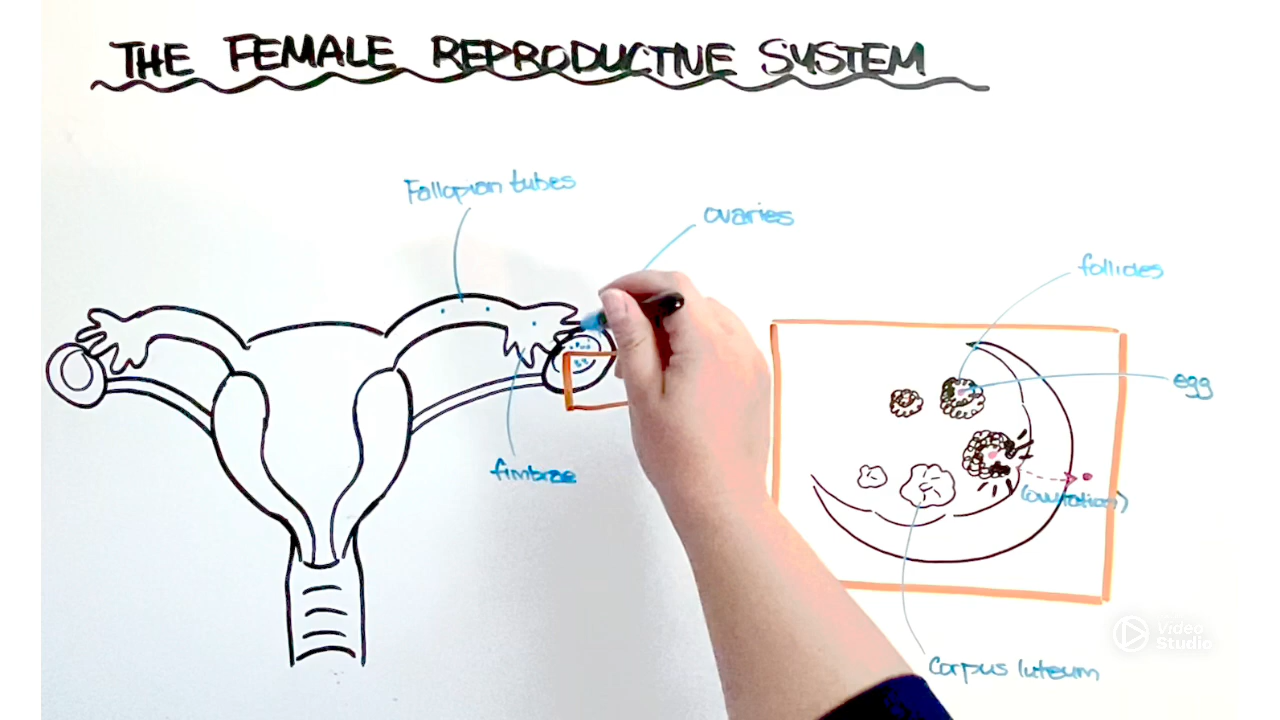 THE FEMALE REPRODUCTIVE SYSTEM
Fallopian tubes
ovaries
follicles
egg
fimbrae
(ovulation)
corpus luteum
Video
Studio